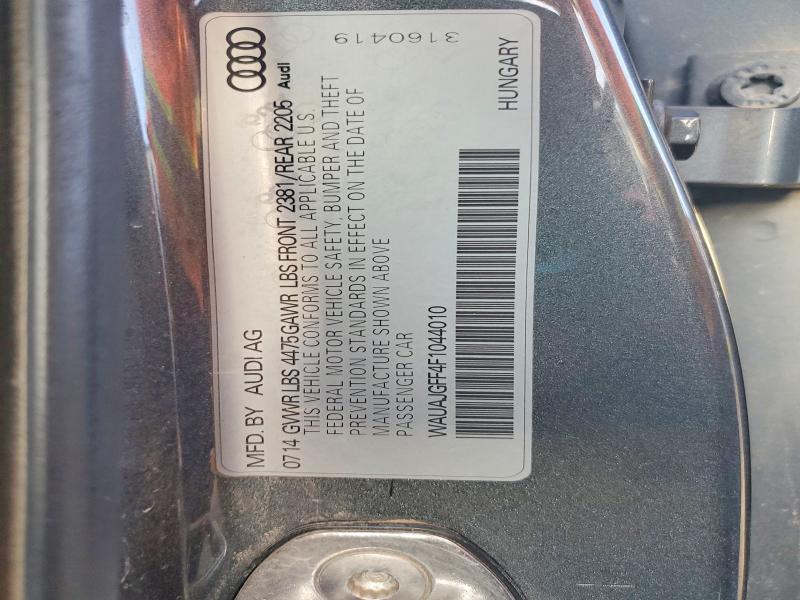 3160419
Audi
MFD. BY AUDI AG
0714 GVWR LBS 4475 GAWR LBS FRONT 2381/REAR 2205
THIS VEHICLE CONFORMS TO ALL APPLICABLE U.S.
FEDERAL MOTOR VEHICLE SAFETY, BUMPER AND THEFT
PREVENTION STANDARDS IN EFFECT ON THE DATE OF
MANUFACTURE SHOWN ABOVE
PASSENGER CAR
WAUAJGFF4F1044010
HUNGARY